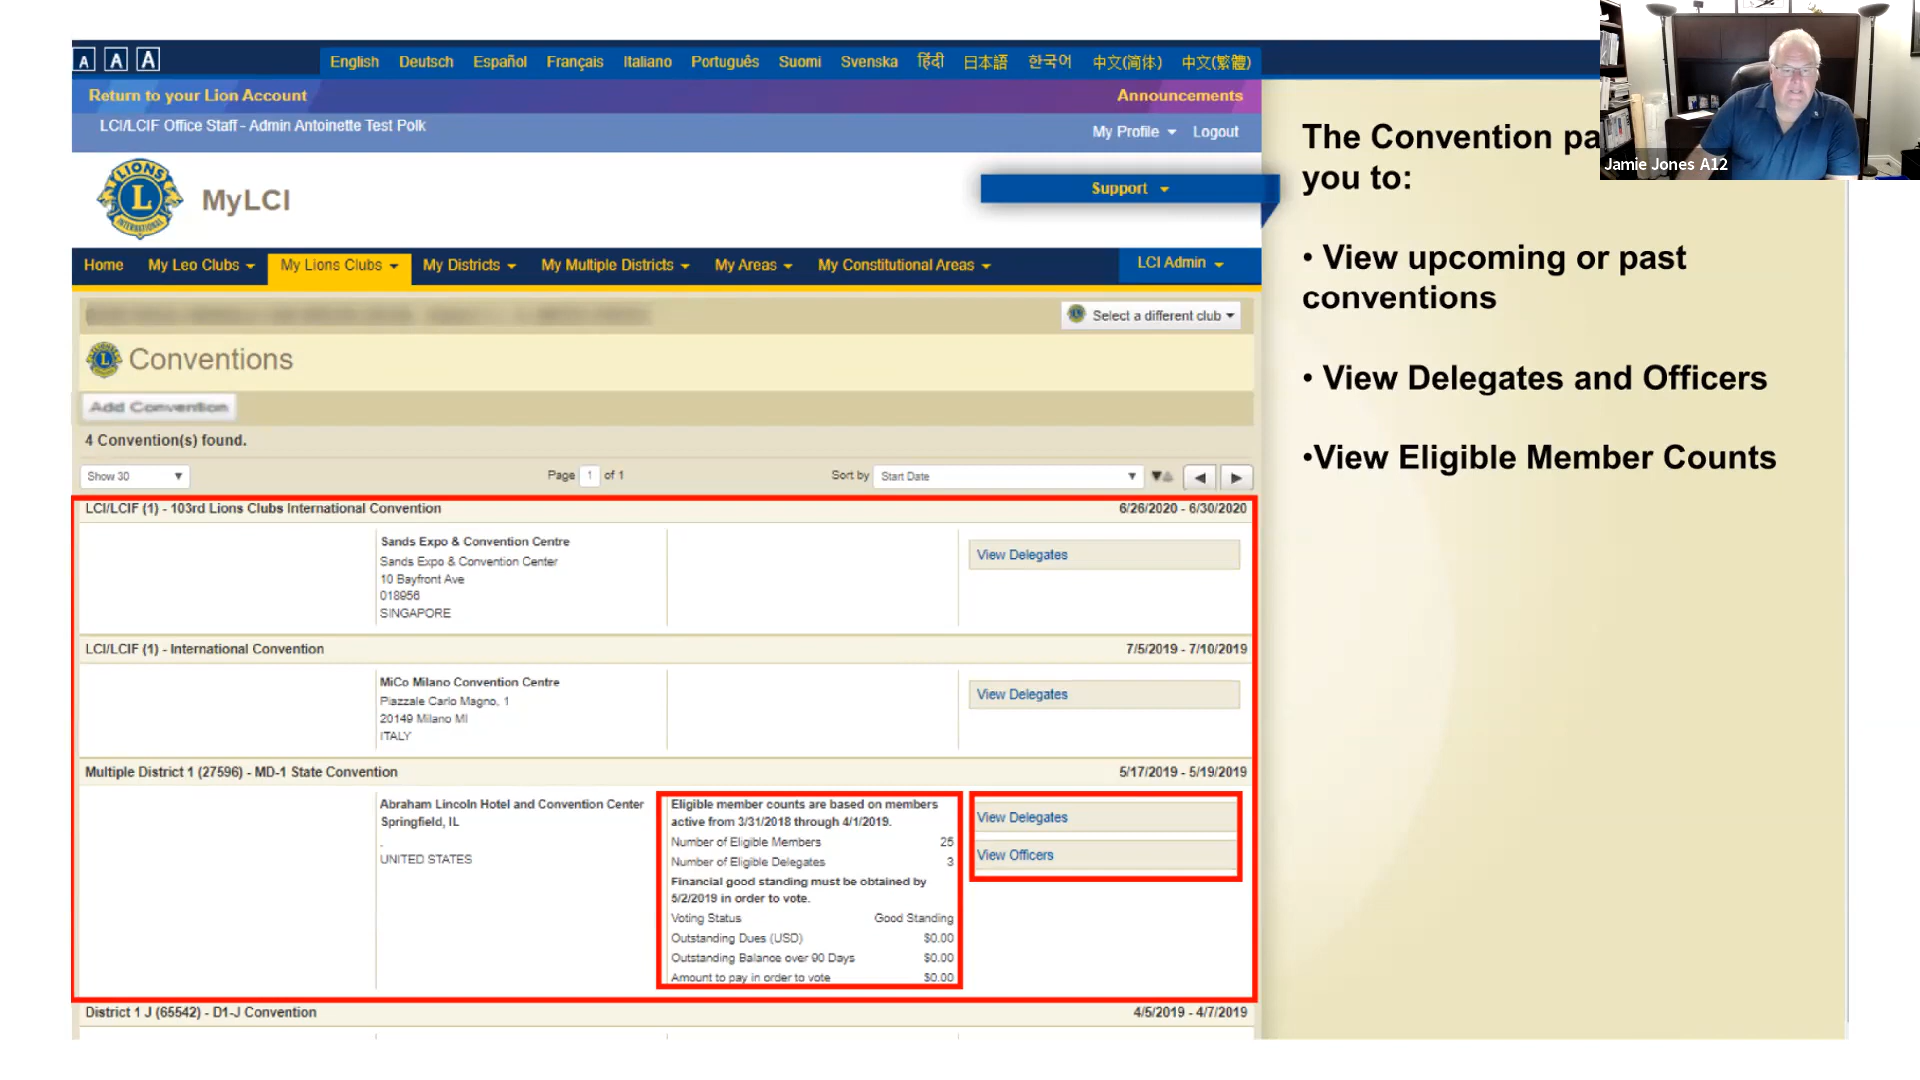 A A A
English Deutsch Español Français Italiano Português Suomi Svenska हिंदी 日本語 한국어 中文(简体) 中文(繁體)
Return to your Lion Account
Announcements
LCI/LCIF Office Staff - Admin Antoinette Test Polk
My Profile
Logout
LIONS
L
INTERNATIONAL
MyLCI
Support
Home My Leo Clubs My Lions Clubs My Districts My Multiple Districts My Areas My Constitutional Areas LCI Admin
Select a different club
Conventions
Add Convention
4 Convention(s) found.
Show 30
Page 1 of 1
Sort by Start Date
LCI/LCIF (1) - 103rd Lions Clubs International Convention
6/26/2020 - 6/30/2020
Sands Expo & Convention Centre
Sands Expo & Convention Center
10 Bayfront Ave
018956
SINGAPORE
View Delegates
LCI/LCIF (1) - International Convention
7/5/2019 - 7/10/2019
MiCo Milano Convention Centre
Piazzale Carlo Magno, 1
20149 Milano MI
ITALY
View Delegates
Multiple District 1 (27596) - MD-1 State Convention
5/17/2019 - 5/19/2019
Abraham Lincoln Hotel and Convention Center
Springfield, IL
.
UNITED STATES
Eligible member counts are based on members
active from 3/31/2018 through 4/1/2019.
Number of Eligible Members 25
Number of Eligible Delegates 3
Financial good standing must be obtained by
5/2/2019 in order to vote.
Voting Status Good Standing
Outstanding Dues (USD) $0.00
Outstanding Balance over 90 Days $0.00
Amount to pay in order to vote $0.00
View Delegates
View Officers
District 1 J (65542) - D1-J Convention
4/5/2019 - 4/7/2019
The Convention
you to:
• View upcoming or past
conventions
• View Delegates and Officers
•View Eligible Member Counts
Jamie Jones A12